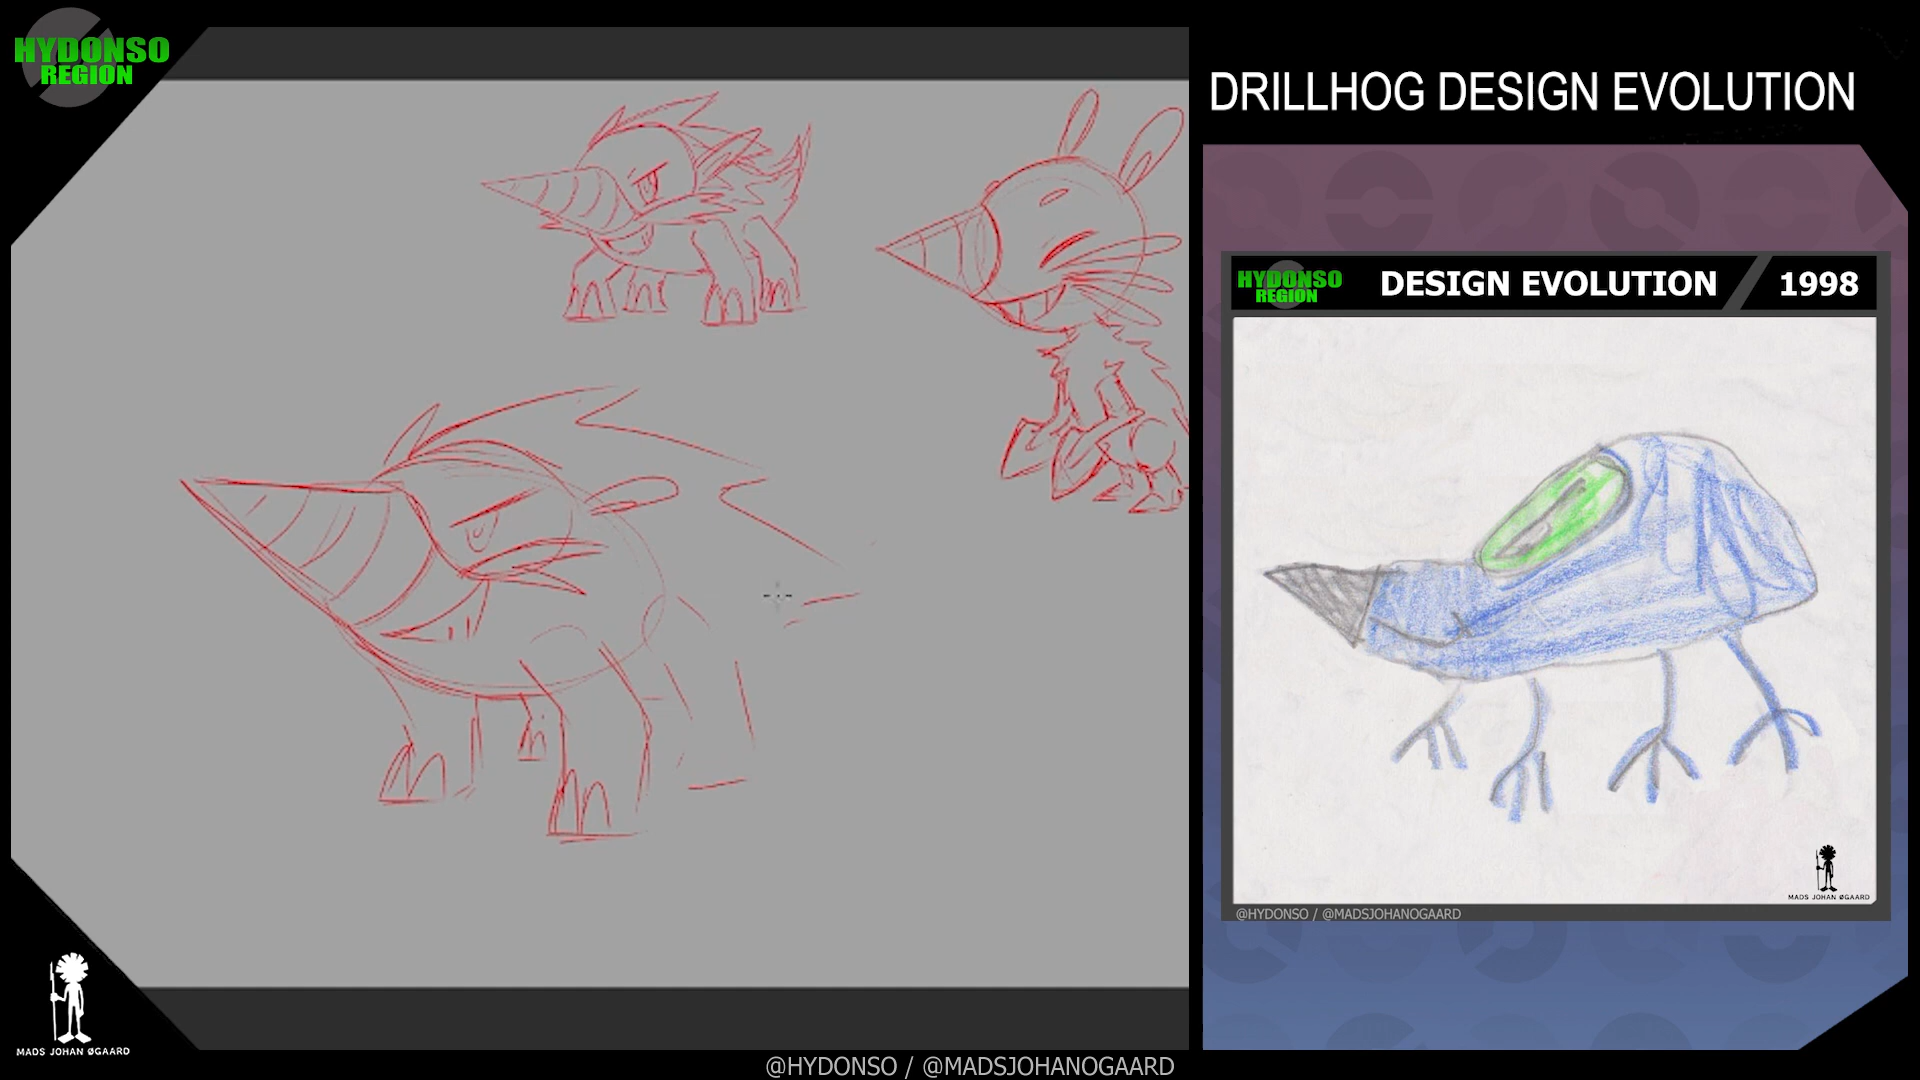 HYDONSO
REGION
DRILLHOG DESIGN EVOLUTION
HYDONSO
REGION
DESIGN EVOLUTION
1998
MADS JOHAN ØGAARD
@HYDONSO / @MADSJOHANOGAARD
MADS JOHAN ØGAARD
@HYDONSO / @MADSJOHANOGAARD